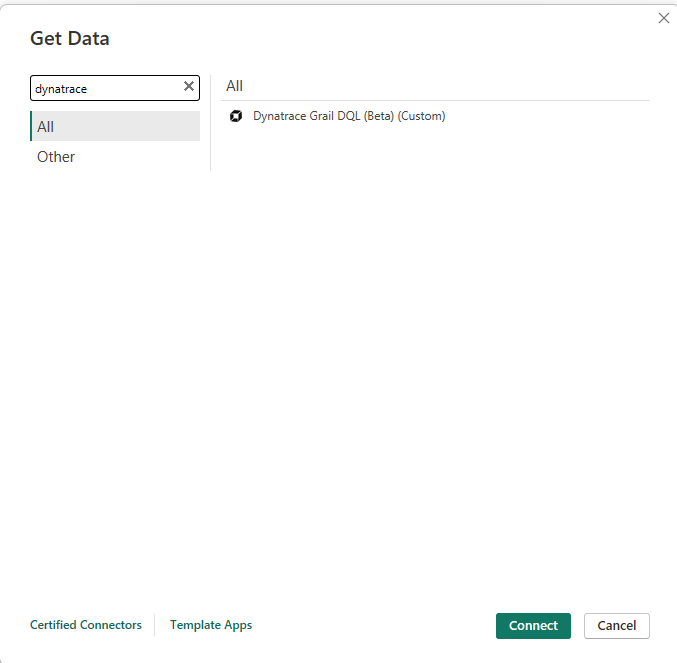 Get Data
dynatrace
All
Other
All
Dynatrace Grail DQL (Beta) (Custom)
Certified Connectors
Template Apps
Connect
Cancel